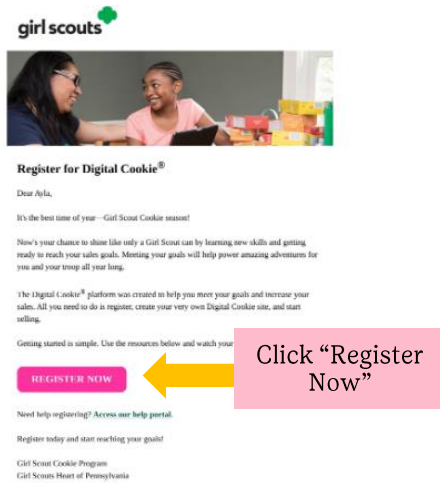 girl scouts
Register for Digital Cookie®
Dear Ayla,
It's the best time of year—Girl Scout Cookie season!
Now's your chance to shine like only a Girl Scout can by learning new skills and getting
ready to reach your sales goals. Meeting your goals will help power amazing adventures for
you and your troop all year long.
The Digital Cookie® platform was created to help you meet your goals and increase your
sales. All you need to do is register, create your very own Digital Cookie site, and start
selling.
Getting started is simple. Use the resources below and watch your
REGISTER NOW
Click “Register
Now”
Need help registering? Access our help portal.
Register today and start reaching your goals!
Girl Scout Cookie Program
Girl Scouts Heart of Pennsylvania